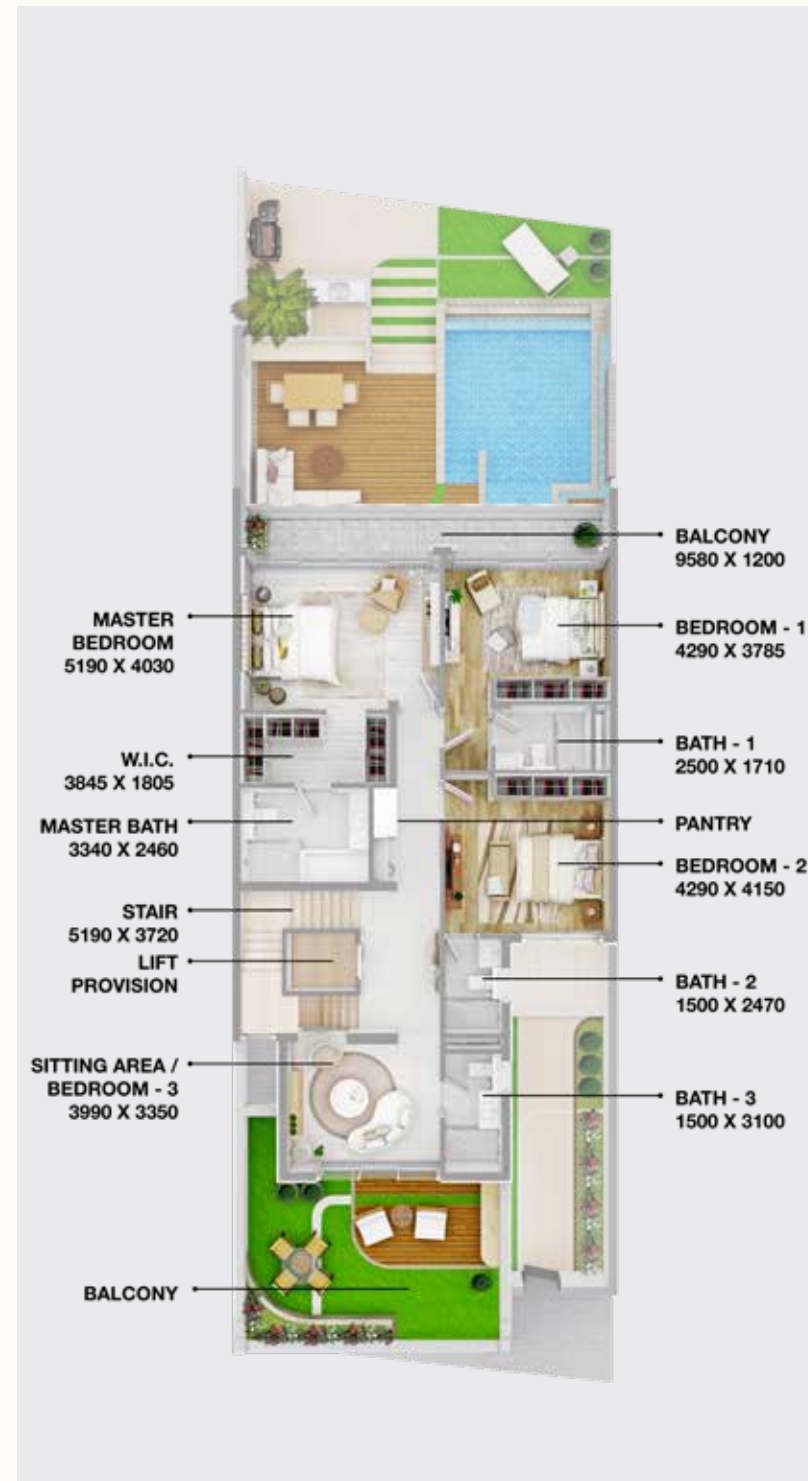 BALCONY
9580 X 1200
MASTER
BEDROOM
5190 X 4030
BEDROOM - 1
4290 X 3785
W.I.C.
3845 X 1805
BATH - 1
2500 X 1710
MASTER BATH
3340 X 2460
PANTRY
BEDROOM - 2
4290 X 4150
STAIR
5190 X 3720
LIFT
PROVISION
BATH - 2
1500 X 2470
SITTING AREA /
BEDROOM - 3
3990 X 3350
BATH - 3
1500 X 3100
BALCONY